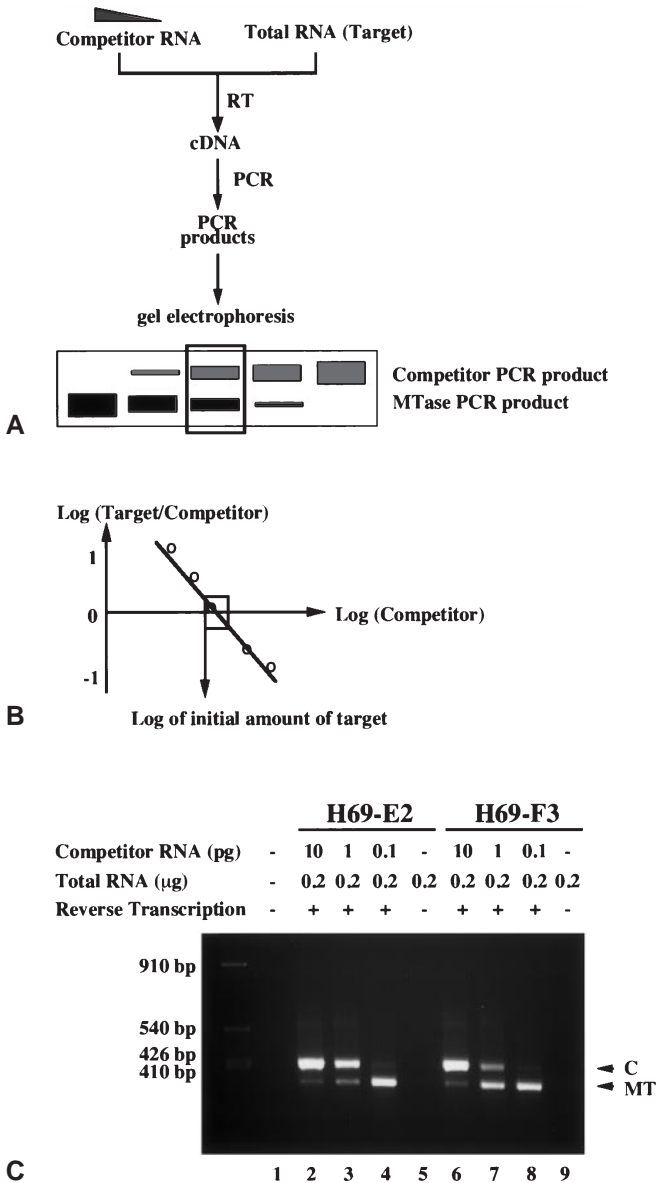 Competitor RNA Total RNA (Target)
RT
cDNA
PCR
PCR
products
gel electrophoresis
Competitor PCR product
MTase PCR product
A
Log (Target/Competitor)
1
0
Log (Competitor)
-1
Log of initial amount of target
B
H69-E2 H69-F3
Competitor RNA (pg) - 10 1 0.1 - 10 1 0.1 -
Total RNA (µg) - 0.2 0.2 0.2 0.2 0.2 0.2 0.2 0.2
Reverse Transcription - + + + - + + + -
910 bp
540 bp
426 bp
410 bp
C
MT
C
1 2 3 4 5 6 7 8 9